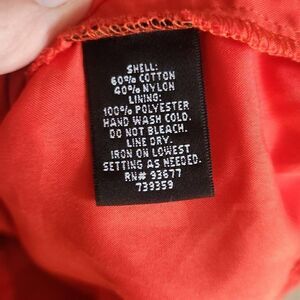 SHELL:
60% COTTON
40% NYLON
LINING:
100% POLYESTER
HAND WASH COLD.
DO NOT BLEACH.
LINE DRY.
IRON ON LOWEST
SETTING AS NEEDED.
RN# 93677
739359